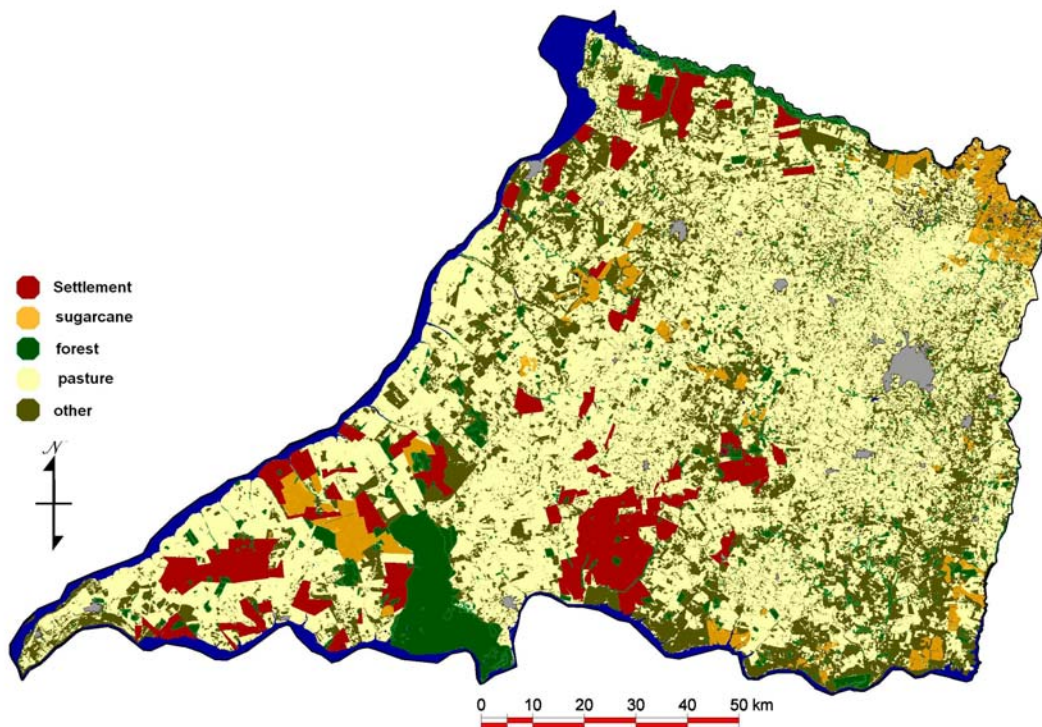 Settlement
sugarcane
forest
pasture
other
N
0 10 20 30 40 50 km